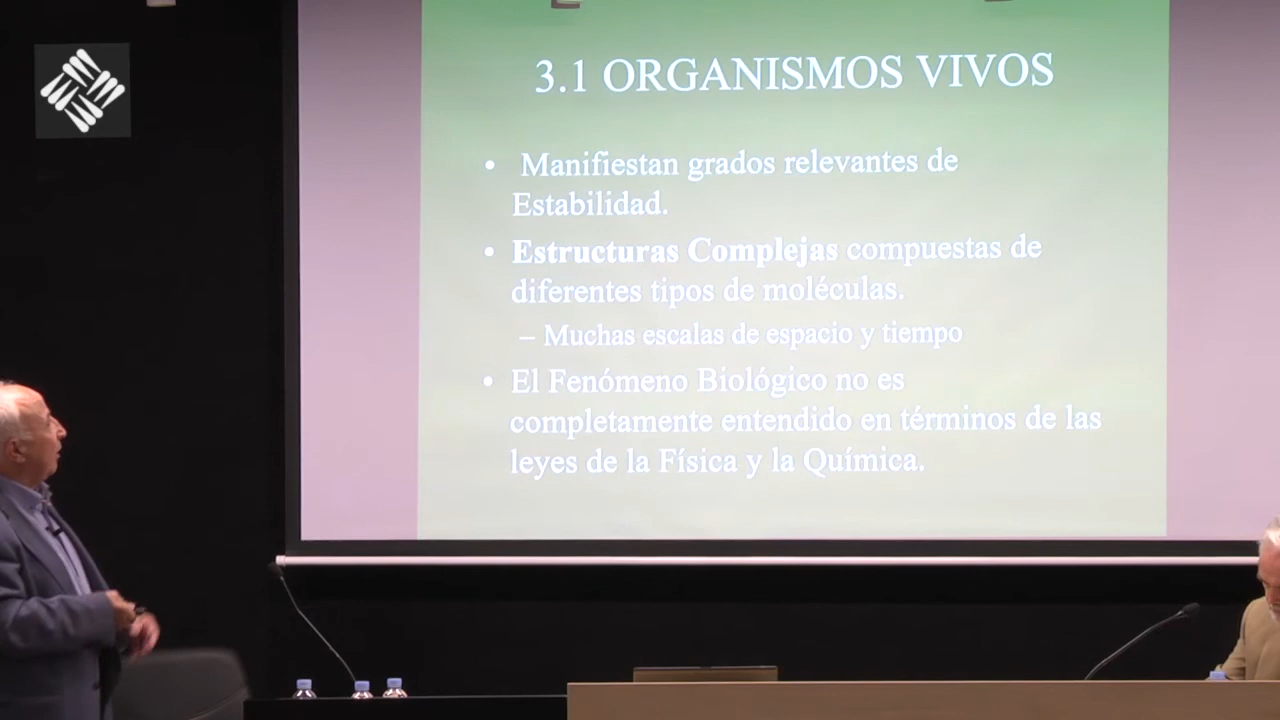 3.1 ORGANISMOS VIVOS
• Manifiestan grados relevantes de
Estabilidad.
• Estructuras Complejas compuestas de
diferentes tipos de moléculas.
– Muchas escalas de espacio y tiempo
• El Fenómeno Biológico no es
completamente entendido en términos de las
leyes de la Física y la Química.